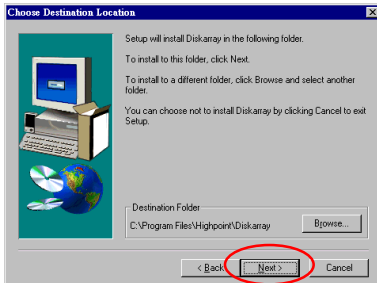 Choose Destination Location
Setup will install Diskarray in the following folder.
To install to this folder, click Next.
To install to a different folder, click Browse and select another
folder.
You can choose not to install Diskarray by clicking Cancel to exit
Setup.
Destination Folder
C:\Program Files\Highpoint\Diskarray
Browse...
< Back
Next >
Cancel